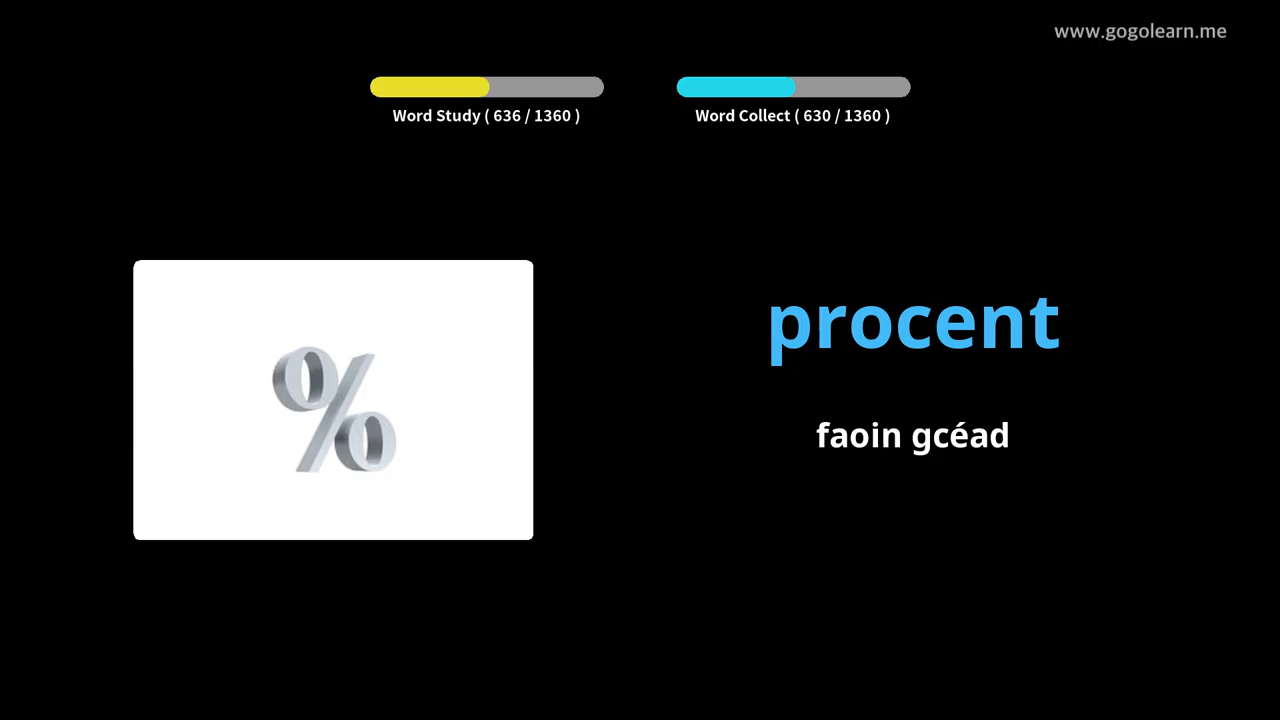 www.gogolearn.me
Word Study ( 636 / 1360 )
Word Collect ( 630 / 1360 )
%
procent
faoin gcéad